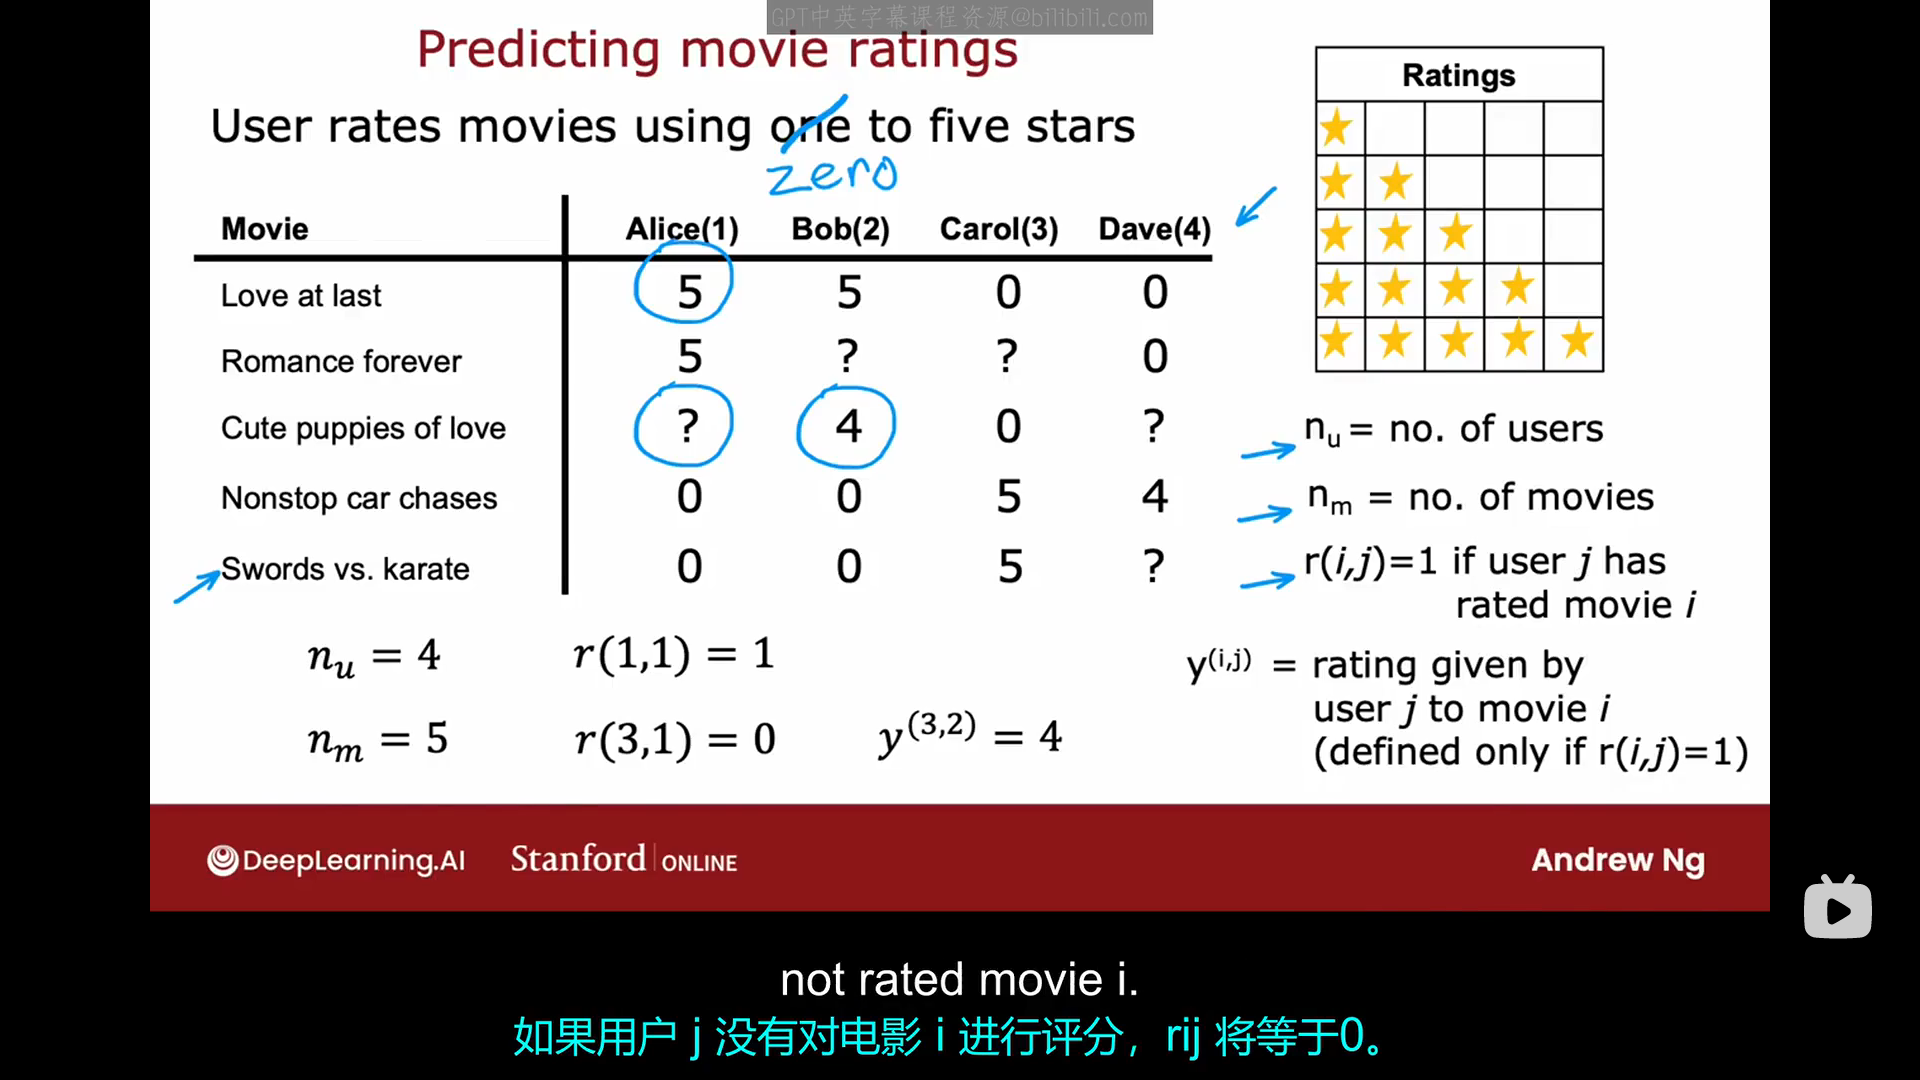 GPT中英字幕课程资源@bilibili.com
Predicting movie ratings
User rates movies using one to five stars
zero
Movie Alice(1) Bob(2) Carol(3) Dave(4)
Love at last 5 5 0 0
Romance forever 5 ? ? 0
Cute puppies of love ? 4 0 ?
Nonstop car chases 0 0 5 4
Swords vs. karate 0 0 5 ?
Ratings
n_u = no. of users
n_m = no. of movies
r(i,j)=1 if user j has
rated movie i
y^(i,j) = rating given by
user j to movie i
(defined only if r(i,j)=1)
n_u = 4 r(1,1) = 1
n_m = 5 r(3,1) = 0 y^(3,2) = 4
DeepLearning.AI Stanford ONLINE Andrew Ng
not rated movie i.
如果用户 j 没有对电影 i 进行评分，rij 将等于0。